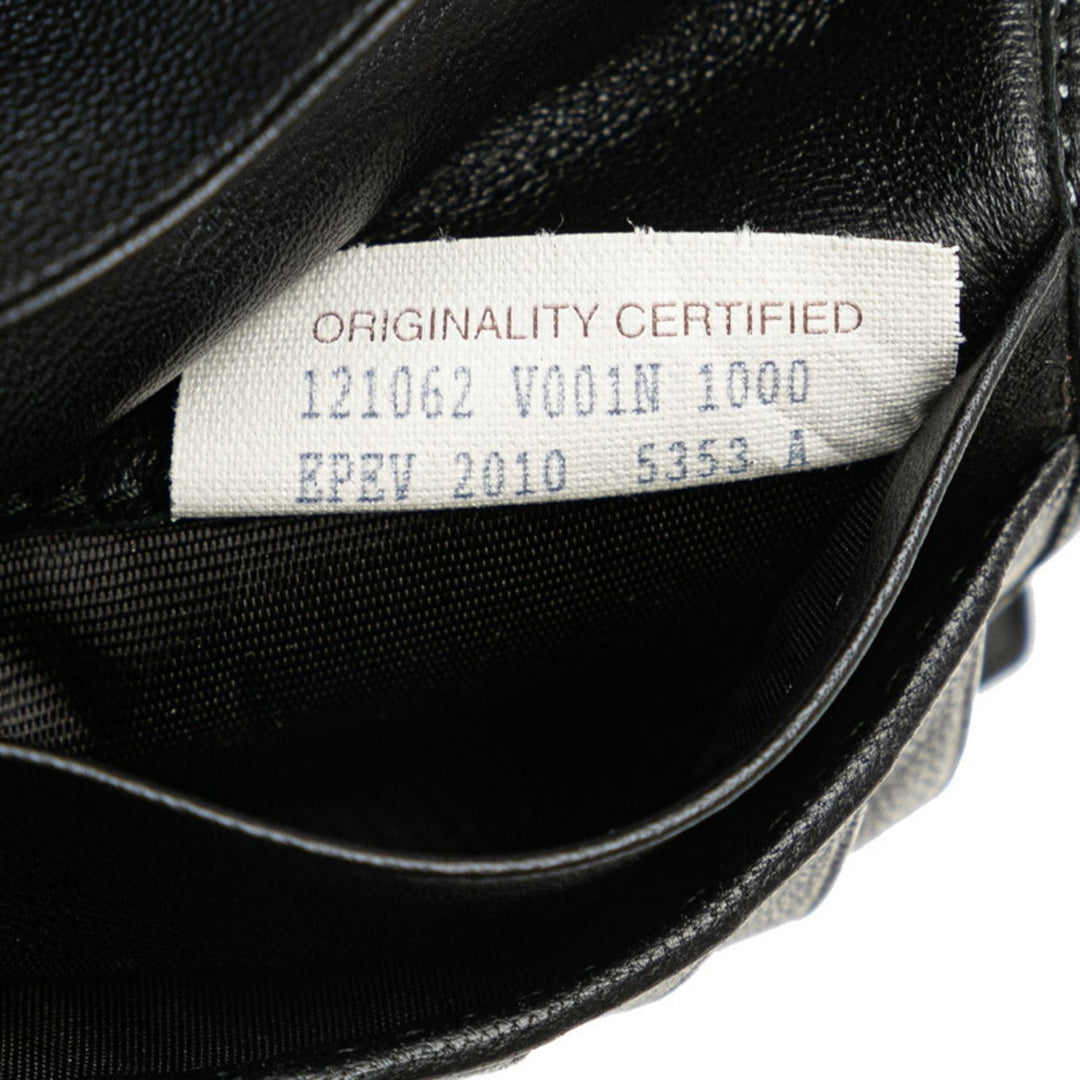 ORIGINALITY CERTIFIED
121062 V001N 1000
EPEV 2010 5353 A